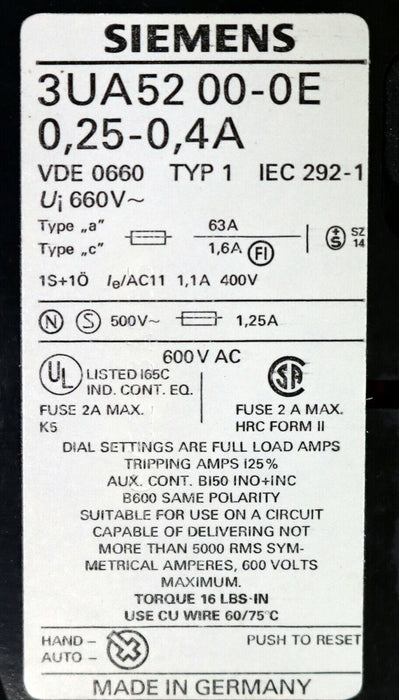 SIEMENS
3UA52 00-0E
0,25-0,4A
VDE 0660 TYP 1 IEC 292-1
Ui 660V~
Type „a" 63A
Type „c" 1,6A FI
S SZ 14
1S+1Ö Ie/AC11 1,1A 400V
N S 500V~ 1,25A
600V AC
UL LISTED I65C
IND. CONT. EQ.
FUSE 2A MAX.
K5
SA
FUSE 2 A MAX.
HRC FORM II
DIAL SETTINGS ARE FULL LOAD AMPS
TRIPPING AMPS I25%
AUX. CONT. BI50 INO+INC
B600 SAME POLARITY
SUITABLE FOR USE ON A CIRCUIT
CAPABLE OF DELIVERING NOT
MORE THAN 5000 RMS SYM-
METRICAL AMPERES, 600 VOLTS
MAXIMUM.
TORQUE 16 LBS·IN
USE CU WIRE 60/75°C
HAND – PUSH TO RESET
AUTO –
MADE IN GERMANY